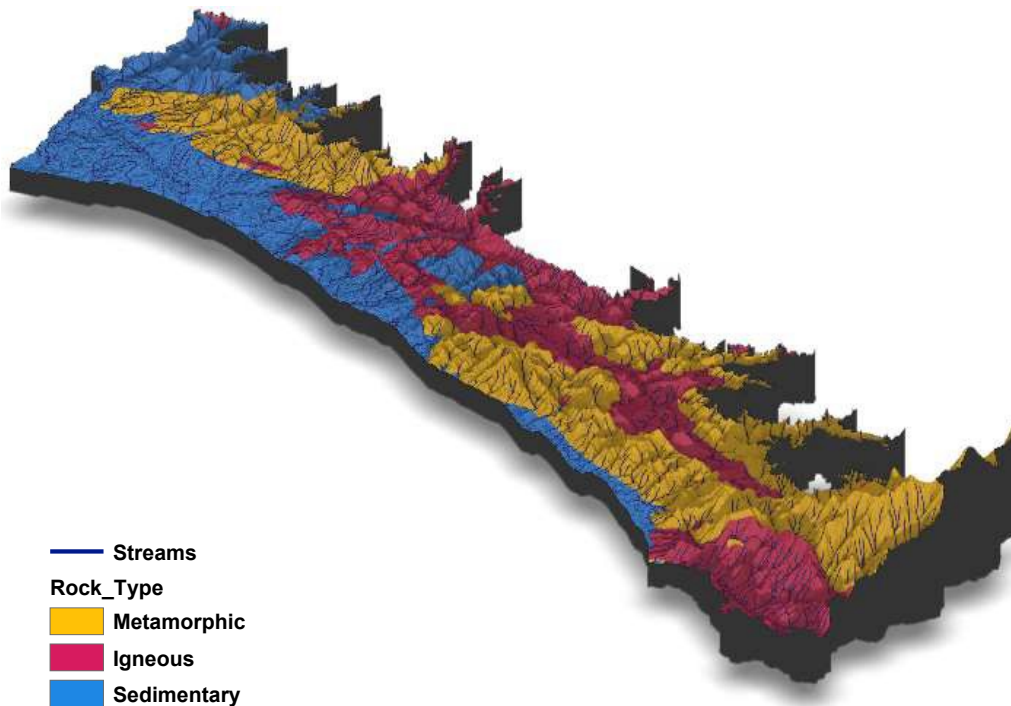 Streams
Rock_Type
Metamorphic
Igneous
Sedimentary